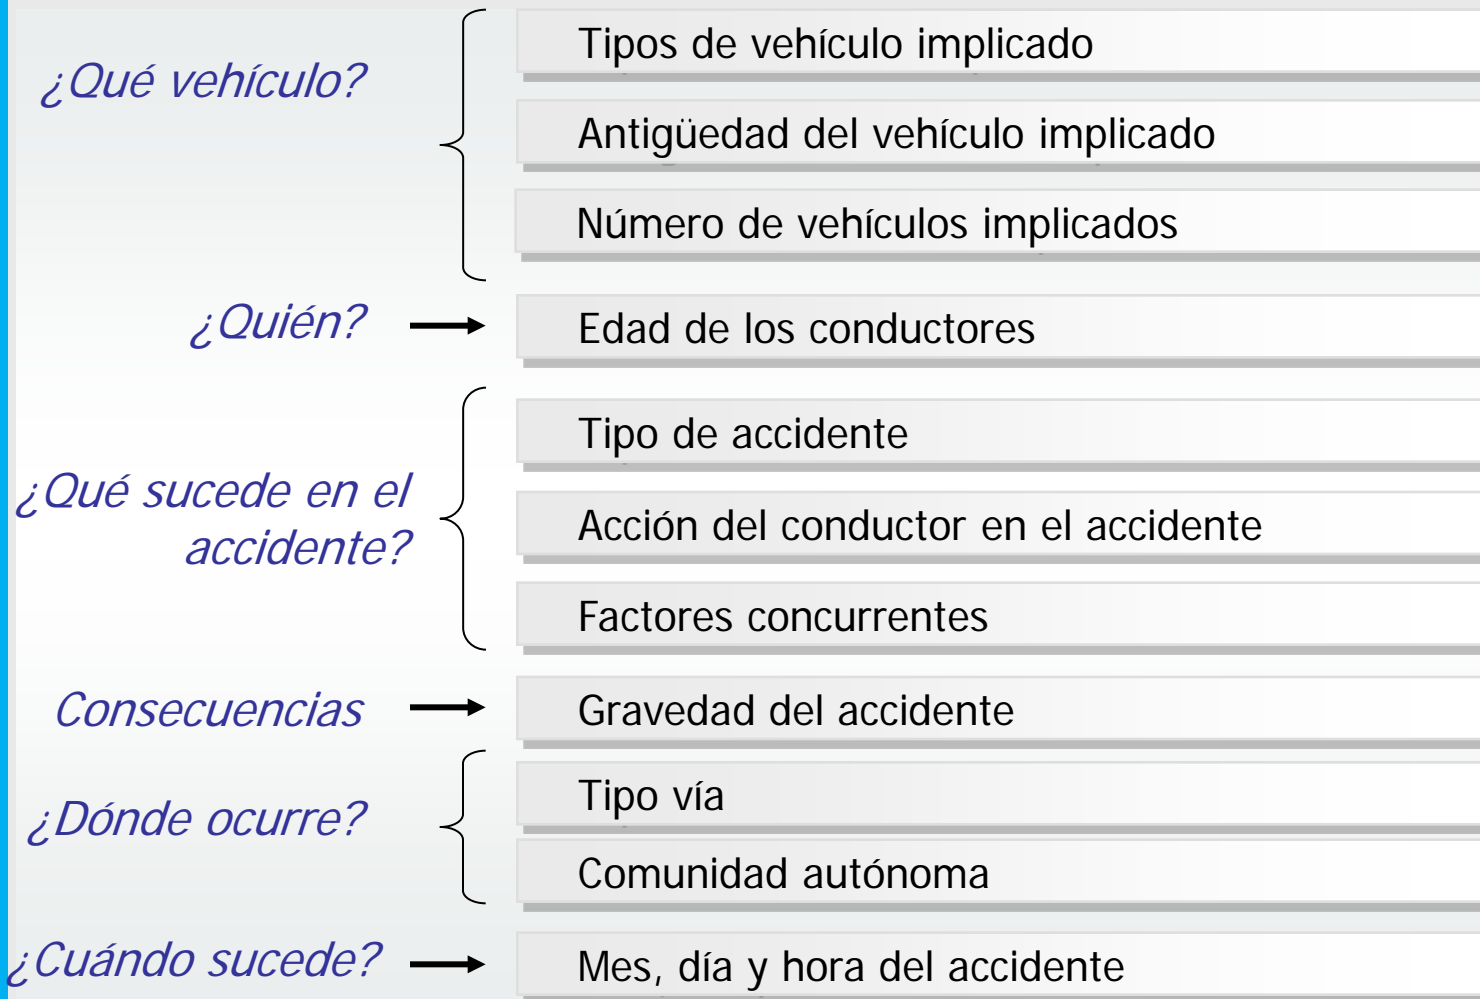 ¿Qué vehículo?
Tipos de vehículo implicado
Antigüedad del vehículo implicado
Número de vehículos implicados
¿Quién?
Edad de los conductores
¿Qué sucede en el
accidente?
Tipo de accidente
Acción del conductor en el accidente
Factores concurrentes
Consecuencias
Gravedad del accidente
¿Dónde ocurre?
Tipo vía
Comunidad autónoma
¿Cuándo sucede?
Mes, día y hora del accidente